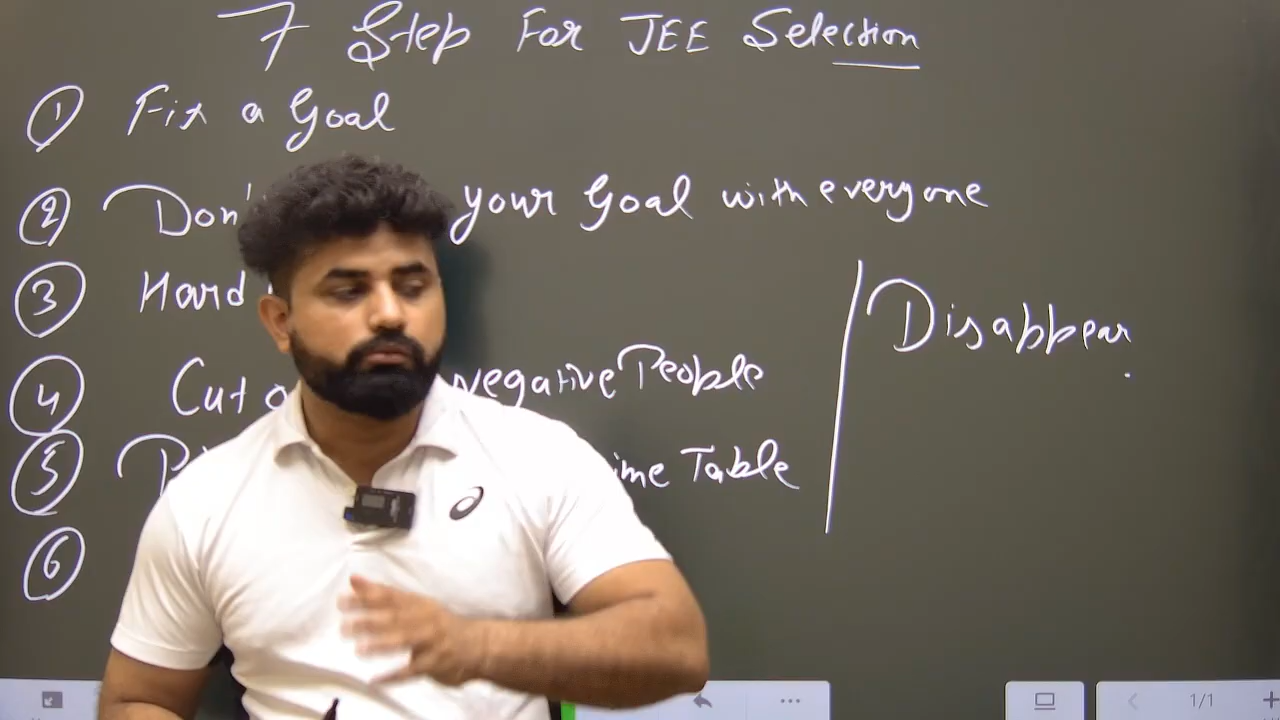 7 Step For JEE Selection
① Fix a Goal
② Don' your Goal with everyone
③ Hard
④ Cut negative People
⑤ ime Table
⑥
Disappear.
1/1